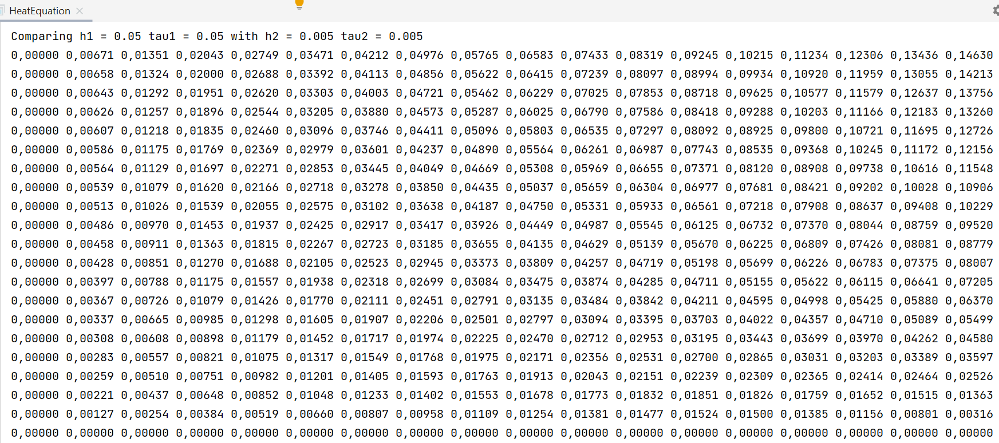 HeatEquation
Comparing h1 = 0.05 tau1 = 0.05 with h2 = 0.005 tau2 = 0.005
0,00000 0,00671 0,01351 0,02043 0,02749 0,03471 0,04212 0,04976 0,05765 0,06583 0,07433 0,08319 0,09245 0,10215 0,11234 0,12306 0,13436 0,14630
0,00000 0,00658 0,01324 0,02000 0,02688 0,03392 0,04113 0,04856 0,05622 0,06415 0,07239 0,08097 0,08994 0,09934 0,10920 0,11959 0,13055 0,14213
0,00000 0,00643 0,01292 0,01951 0,02620 0,03303 0,04003 0,04721 0,05462 0,06229 0,07025 0,07853 0,08718 0,09625 0,10577 0,11579 0,12637 0,13756
0,00000 0,00626 0,01257 0,01896 0,02544 0,03205 0,03880 0,04573 0,05287 0,06025 0,06790 0,07586 0,08418 0,09288 0,10203 0,11166 0,12183 0,13260
0,00000 0,00607 0,01218 0,01835 0,02460 0,03096 0,03746 0,04411 0,05096 0,05803 0,06535 0,07297 0,08092 0,08925 0,09800 0,10721 0,11695 0,12726
0,00000 0,00586 0,01175 0,01769 0,02369 0,02979 0,03601 0,04237 0,04890 0,05564 0,06261 0,06987 0,07743 0,08535 0,09368 0,10245 0,11172 0,12156
0,00000 0,00564 0,01129 0,01697 0,02271 0,02853 0,03445 0,04049 0,04669 0,05308 0,05969 0,06655 0,07371 0,08120 0,08908 0,09738 0,10616 0,11548
0,00000 0,00539 0,01079 0,01620 0,02166 0,02718 0,03278 0,03850 0,04435 0,05037 0,05659 0,06304 0,06977 0,07681 0,08421 0,09202 0,10028 0,10906
0,00000 0,00513 0,01026 0,01539 0,02055 0,02575 0,03102 0,03638 0,04187 0,04750 0,05331 0,05933 0,06561 0,07218 0,07908 0,08637 0,09408 0,10229
0,00000 0,00486 0,00970 0,01453 0,01937 0,02425 0,02917 0,03417 0,03926 0,04449 0,04987 0,05545 0,06125 0,06732 0,07370 0,08044 0,08759 0,09520
0,00000 0,00458 0,00911 0,01363 0,01815 0,02267 0,02723 0,03185 0,03655 0,04135 0,04629 0,05139 0,05670 0,06225 0,06809 0,07426 0,08081 0,08779
0,00000 0,00428 0,00851 0,01270 0,01688 0,02105 0,02523 0,02945 0,03373 0,03809 0,04257 0,04719 0,05198 0,05699 0,06226 0,06783 0,07375 0,08007
0,00000 0,00397 0,00788 0,01175 0,01557 0,01938 0,02318 0,02699 0,03084 0,03475 0,03874 0,04285 0,04711 0,05155 0,05622 0,06115 0,06641 0,07205
0,00000 0,00367 0,00726 0,01079 0,01426 0,01770 0,02111 0,02451 0,02791 0,03135 0,03484 0,03842 0,04211 0,04595 0,04998 0,05425 0,05880 0,06370
0,00000 0,00337 0,00665 0,00985 0,01298 0,01605 0,01907 0,02206 0,02501 0,02797 0,03094 0,03395 0,03703 0,04022 0,04357 0,04710 0,05089 0,05499
0,00000 0,00308 0,00608 0,00898 0,01179 0,01452 0,01717 0,01974 0,02225 0,02470 0,02712 0,02953 0,03195 0,03443 0,03699 0,03970 0,04262 0,04580
0,00000 0,00283 0,00557 0,00821 0,01075 0,01317 0,01549 0,01768 0,01975 0,02171 0,02356 0,02531 0,02700 0,02865 0,03031 0,03203 0,03389 0,03597
0,00000 0,00259 0,00510 0,00751 0,00982 0,01201 0,01405 0,01593 0,01763 0,01913 0,02043 0,02151 0,02239 0,02309 0,02365 0,02414 0,02464 0,02526
0,00000 0,00221 0,00437 0,00648 0,00852 0,01048 0,01233 0,01402 0,01553 0,01678 0,01773 0,01832 0,01851 0,01826 0,01759 0,01652 0,01515 0,01363
0,00000 0,00127 0,00254 0,00384 0,00519 0,00660 0,00807 0,00958 0,01109 0,01254 0,01381 0,01477 0,01524 0,01500 0,01385 0,01156 0,00801 0,00316
0,00000 0,00000 0,00000 0,00000 0,00000 0,00000 0,00000 0,00000 0,00000 0,00000 0,00000 0,00000 0,00000 0,00000 0,00000 0,00000 0,00000 0,00000